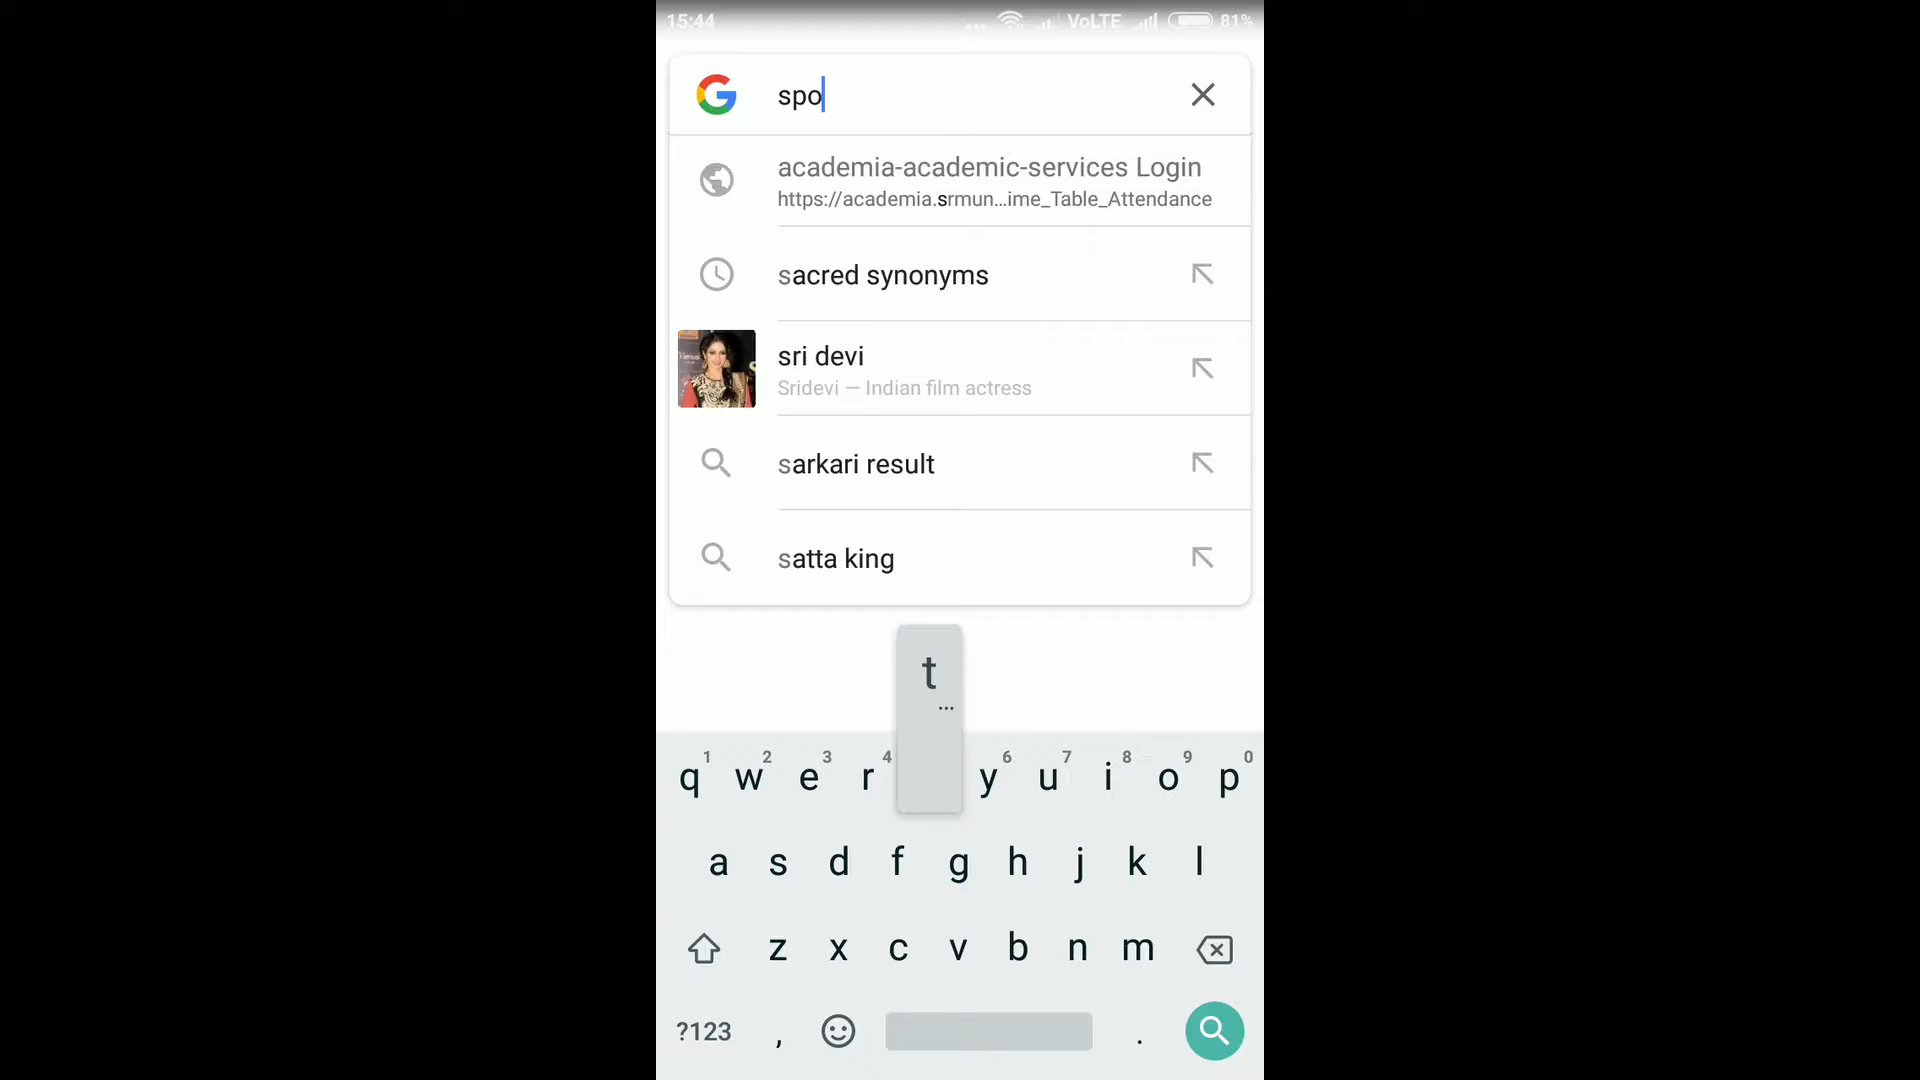 15:44 ... VoLTE 81%
spo
academia-academic-services Login
https://academia.srmun...ime_Table_Attendance
sacred synonyms
sri devi
Sridevi — Indian film actress
sarkari result
satta king
t
...
1 2 3 4 6 7 8 9 0
q w e r y u i o p
a s d f g h j k l
z x c v b n m
?123 , .